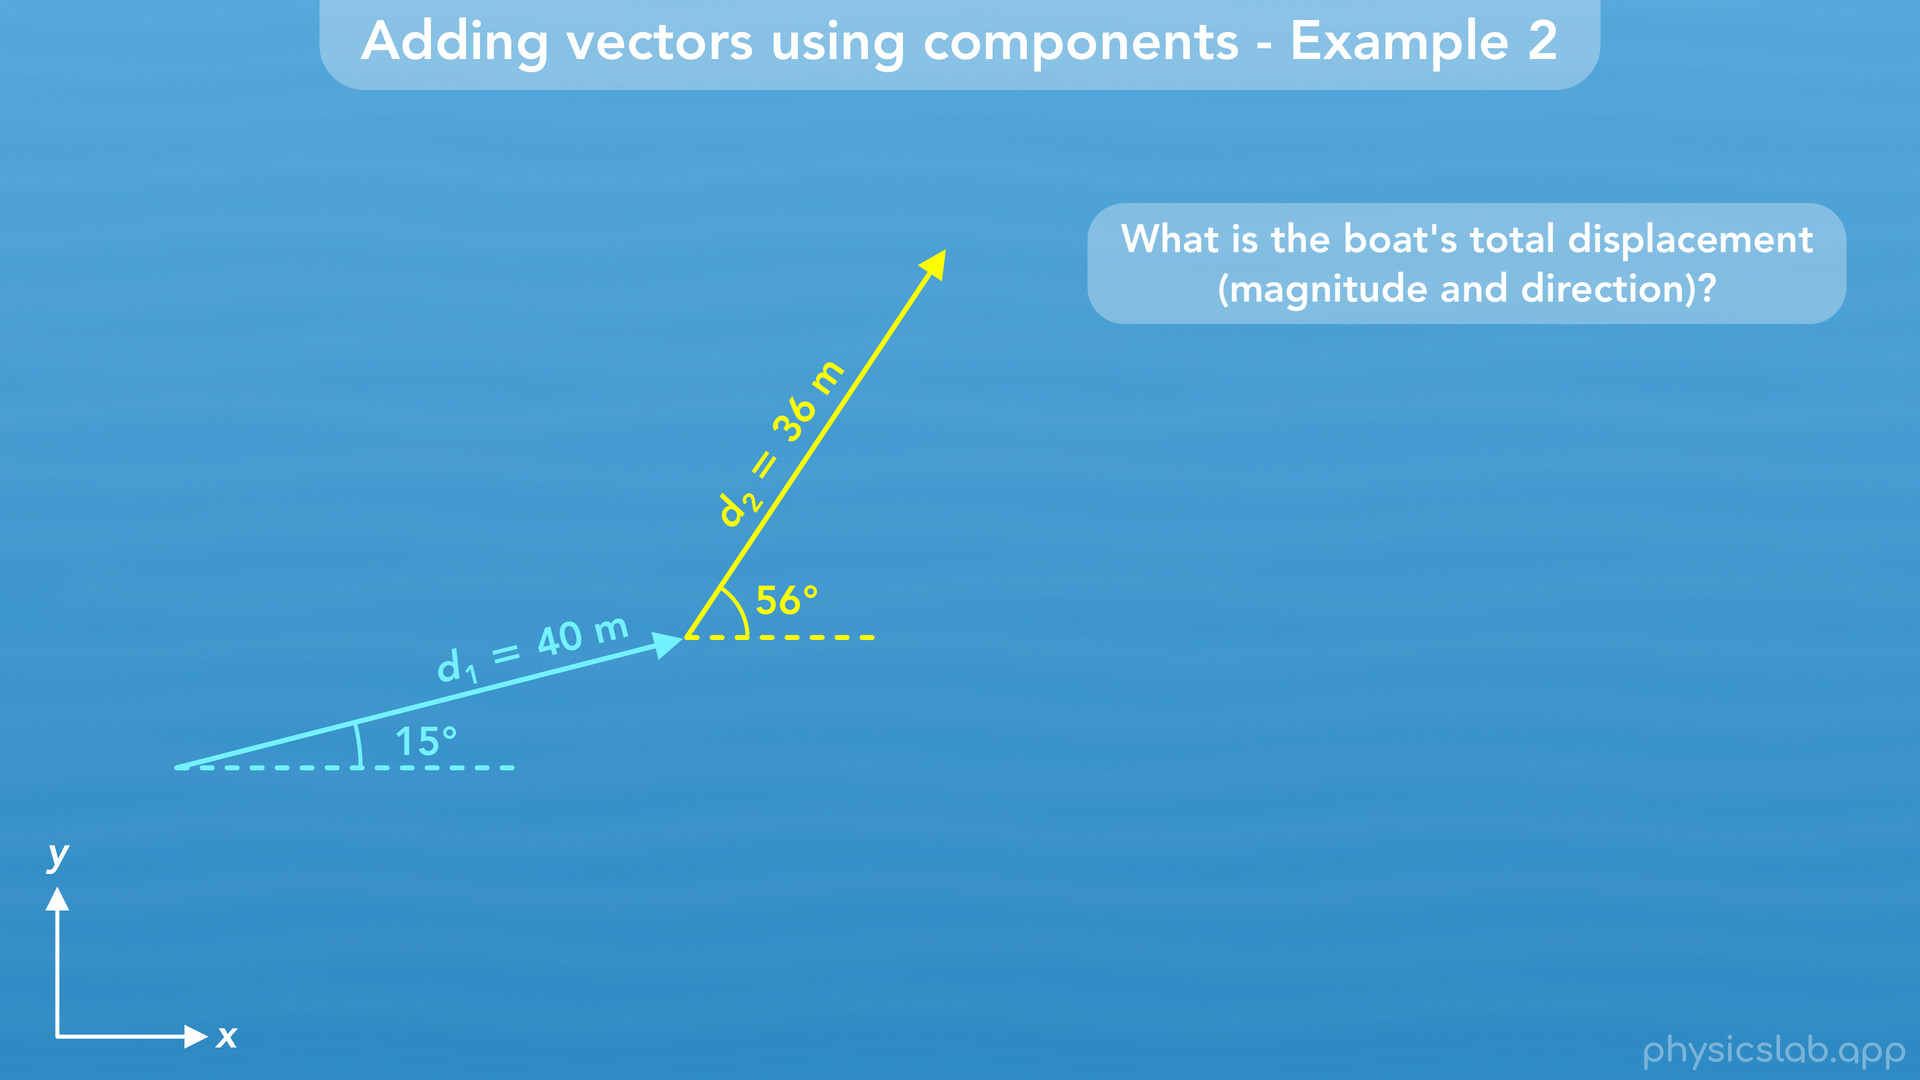 Adding vectors using components - Example 2
What is the boat's total displacement
(magnitude and direction)?
d₂ = 36 m
56°
d₁ = 40 m
15°
y
x
physicslab.app